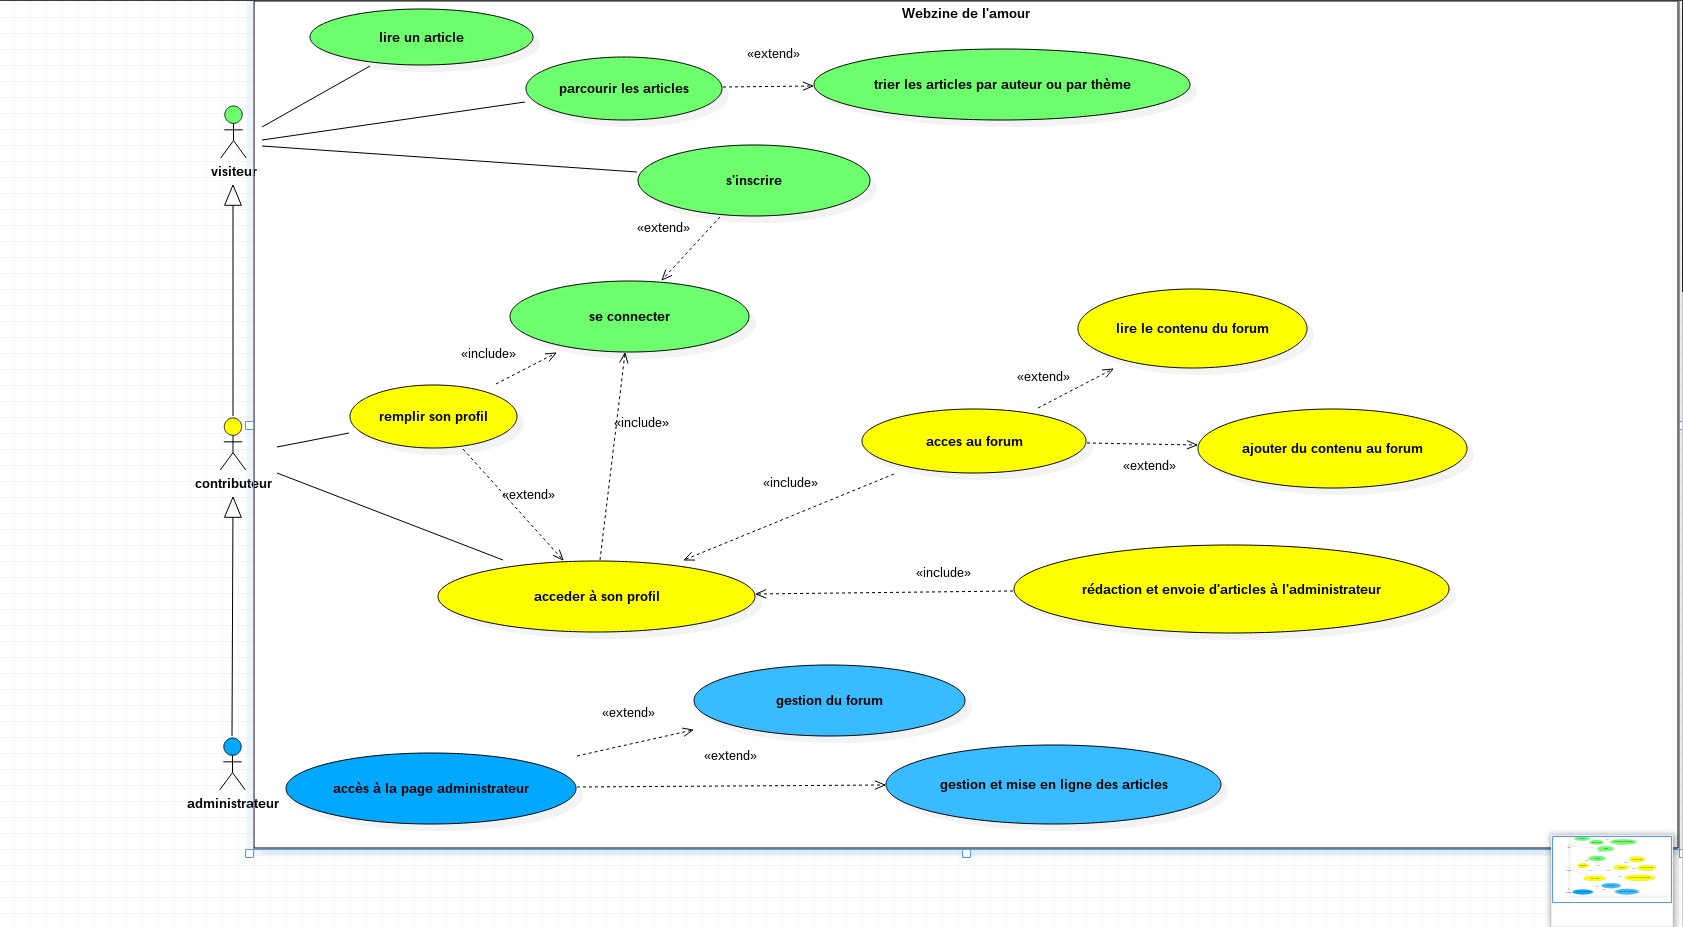 Webzine de l'amour
lire un article
«extend»
parcourir les articles
trier les articles par auteur ou par thème
visiteur
s'inscrire
«extend»
se connecter
lire le contenu du forum
«include»
«extend»
remplir son profil
«include»
acces au forum
ajouter du contenu au forum
«extend»
contributeur
«include»
«extend»
«include»
acceder à son profil
rédaction et envoie d'articles à l'administrateur
gestion du forum
«extend»
«extend»
accès à la page administrateur
gestion et mise en ligne des articles
administrateur